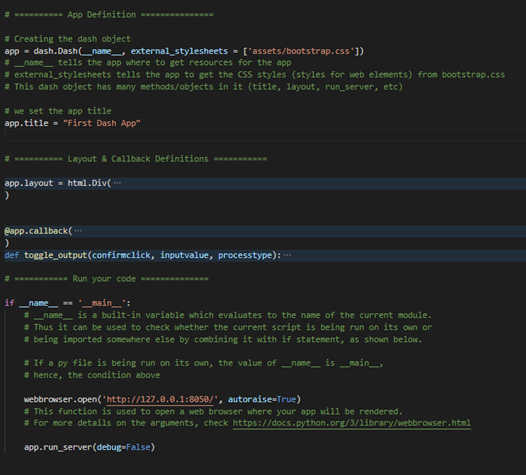 # ========== App Definition ===============
# Creating the dash object
app = dash.Dash(__name__, external_stylesheets = ['assets/bootstrap.css'])
# __name__ tells the app where to get resources for the app
# external_stylesheets tells the app to get the CSS styles (styles for web elements) from bootstrap.css
# This dash object has many methods/objects in it (title, layout, run_server, etc)
# we set the app title
app.title = "First Dash App"
# ========== Layout & Callback Definitions ===========
app.layout = html.Div(···
)
@app.callback(···
)
def toggle_output(confirmclick, inputvalue, processtype):···
# =========== Run your code ==============
if __name__ == '__main__':
# __name__ is a built-in variable which evaluates to the name of the current module.
# Thus it can be used to check whether the current script is being run on its own or
# being imported somewhere else by combining it with if statement, as shown below.
# If a py file is being run on its own, the value of __name__ is __main__,
# hence, the condition above
webbrowser.open('http://127.0.0.1:8050/', autoraise=True)
# This function is used to open a web browser where your app will be rendered.
# For more details on the arguments, check https://docs.python.org/3/library/webbrowser.html
app.run_server(debug=False)